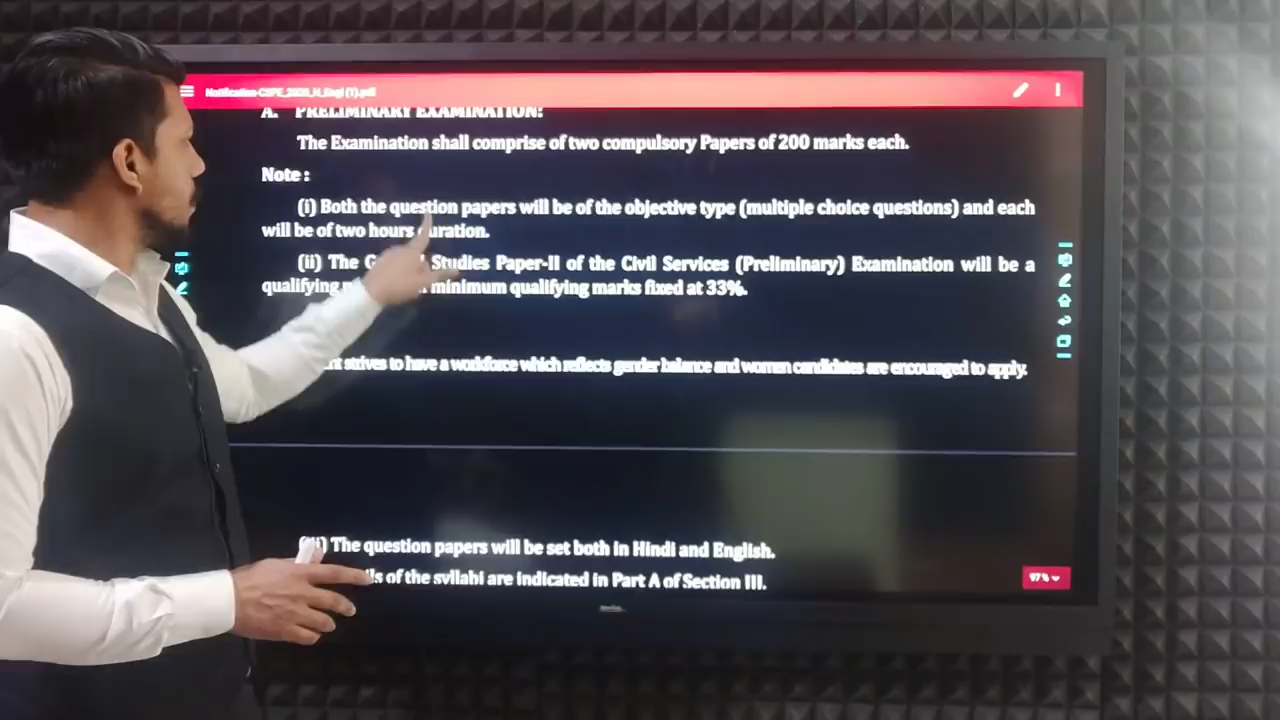 A. PRELIMINARY EXAMINATION:
The Examination shall comprise of two compulsory Papers of 200 marks each.
Note :
(i) Both the question papers will be of the objective type (multiple choice questions) and each
will be of two hours duration.
(ii) The Studies Paper-II of the Civil Services (Preliminary) Examination will be a
qualifying minimum qualifying marks fixed at 33%.
strives to have a workforce which reflects gender balance and women candidates are encouraged to apply.
The question papers will be set both in Hindi and English.
of the syllabi are indicated in Part A of Section III.
97%